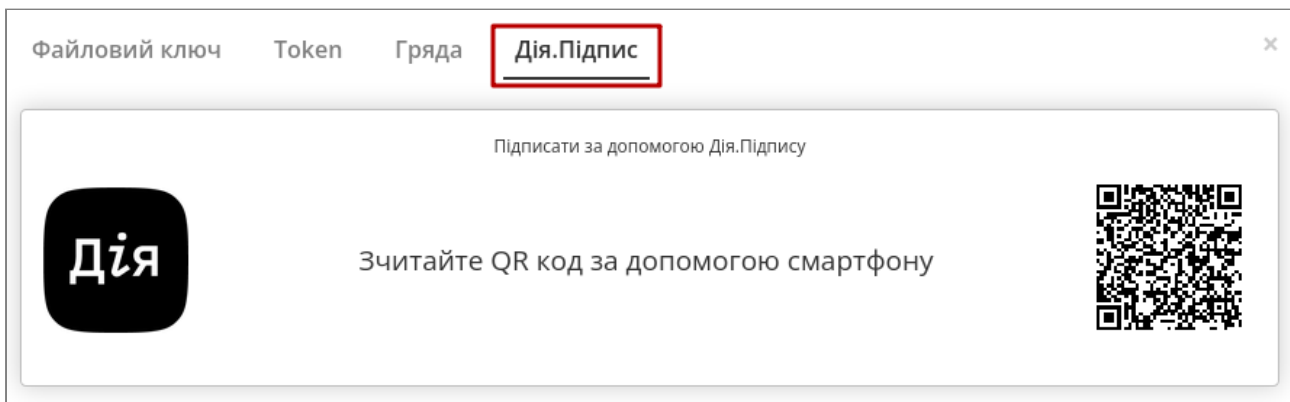 Файловий ключ Token Гряда Дія.Підпис ×
Підписати за допомогою Дія.Підпису
Дія
Зчитайте QR код за допомогою смартфону